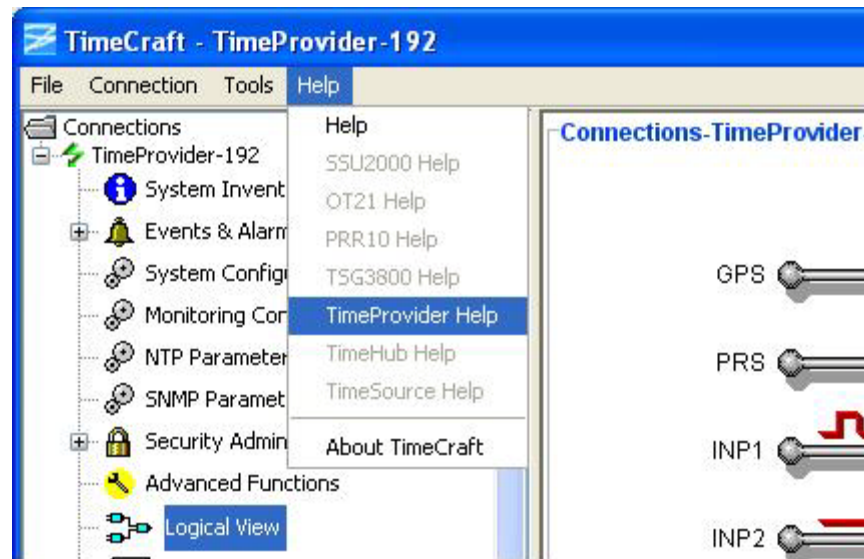 TimeCraft - TimeProvider-192
File Connection Tools Help
Connections
TimeProvider-192
System Invent
Events & Alarm
System Config
Monitoring Con
NTP Parameter
SNMP Paramet
Security Admin
Advanced Functions
Logical View
Help
SSU2000 Help
OT21 Help
PRR10 Help
TSG3800 Help
TimeProvider Help
TimeHub Help
TimeSource Help
About TimeCraft
Connections-TimeProvider
GPS
PRS
INP1
INP2